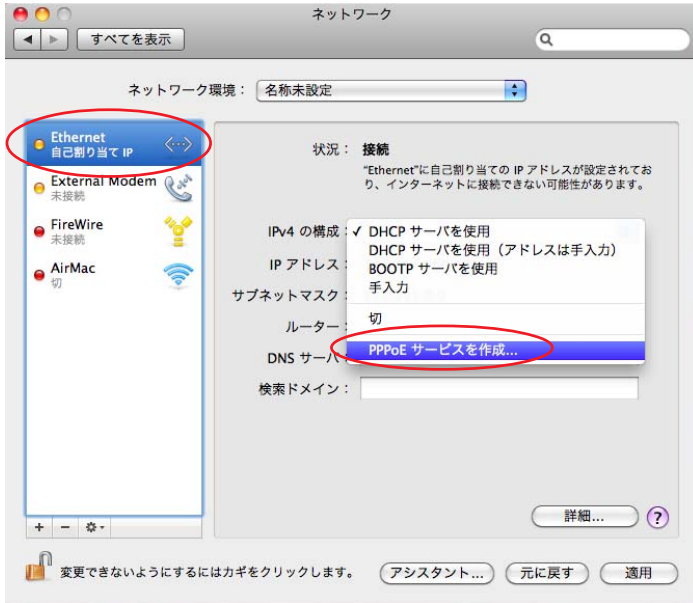 ネットワーク
すべてを表示
ネットワーク環境： 名称未設定
Ethernet
自己割り当て IP
External Modem
未接続
FireWire
未接続
AirMac
切
状況： 接続
"Ethernet"に自己割り当ての IP アドレスが設定されてお
り、インターネットに接続できない可能性があります。
IPv4 の構成： ✓ DHCP サーバを使用
DHCP サーバを使用（アドレスは手入力）
BOOTP サーバを使用
手入力
切
PPPoE サービスを作成...
IP アドレス：
サブネットマスク：
ルーター：
DNS サーバ：
検索ドメイン：
詳細... ?
+ −
変更できないようにするにはカギをクリックします。
アシスタント... 元に戻す 適用